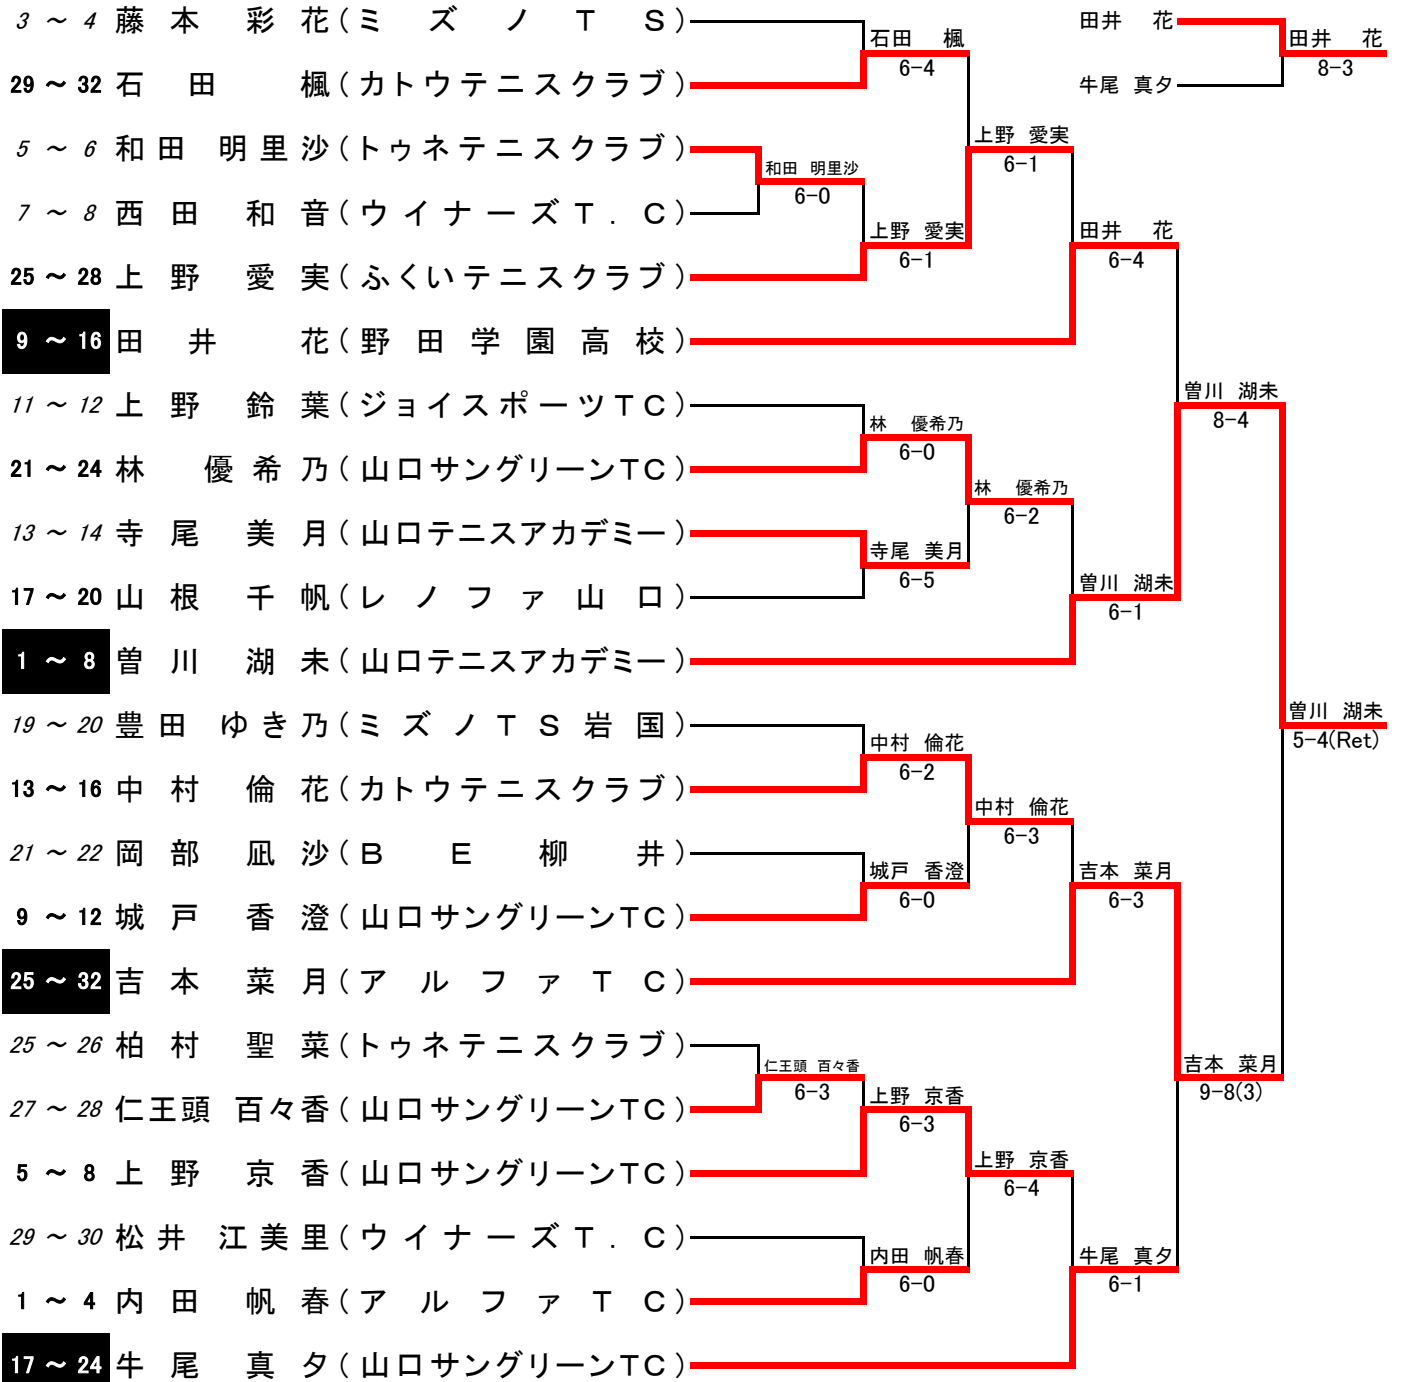 3 ～ 4 藤本 彩花(ミズノTS)
29 ～ 32 石田 楓(カトウテニスクラブ)
5 ～ 6 和田 明里沙(トゥネテニスクラブ)
7 ～ 8 西田 和音(ウイナーズT.C)
25 ～ 28 上野 愛実(ふくいテニスクラブ)
9 ～ 16 田井 花(野田学園高校)
11 ～ 12 上野 鈴葉(ジョイスポーツTC)
21 ～ 24 林 優希乃(山口サングリーンTC)
13 ～ 14 寺尾 美月(山口テニスアカデミー)
17 ～ 20 山根 千帆(レノファ山口)
1 ～ 8 曽川 湖未(山口テニスアカデミー)
19 ～ 20 豊田 ゆき乃(ミズノTS岩国)
13 ～ 16 中村 倫花(カトウテニスクラブ)
21 ～ 22 岡部 凪沙(BE柳井)
9 ～ 12 城戸 香澄(山口サングリーンTC)
25 ～ 32 吉本 菜月(アルファTC)
25 ～ 26 柏村 聖菜(トゥネテニスクラブ)
27 ～ 28 仁王頭 百々香(山口サングリーンTC)
5 ～ 8 上野 京香(山口サングリーンTC)
29 ～ 30 松井 江美里(ウイナーズT.C)
1 ～ 4 内田 帆春(アルファTC)
17 ～ 24 牛尾 真夕(山口サングリーンTC)
和田 明里沙
6-0
仁王頭 百々香
6-3
石田 楓
6-4
上野 愛実
6-1
林 優希乃
6-0
寺尾 美月
6-5
中村 倫花
6-2
城戸 香澄
6-0
上野 京香
6-3
内田 帆春
6-0
上野 愛実
6-1
林 優希乃
6-2
中村 倫花
6-3
上野 京香
6-4
田井 花
6-4
曽川 湖未
6-1
吉本 菜月
6-3
牛尾 真夕
6-1
曽川 湖未
8-4
吉本 菜月
9-8(3)
曽川 湖未
5-4(Ret)
田井 花
牛尾 真夕
田井 花
8-3